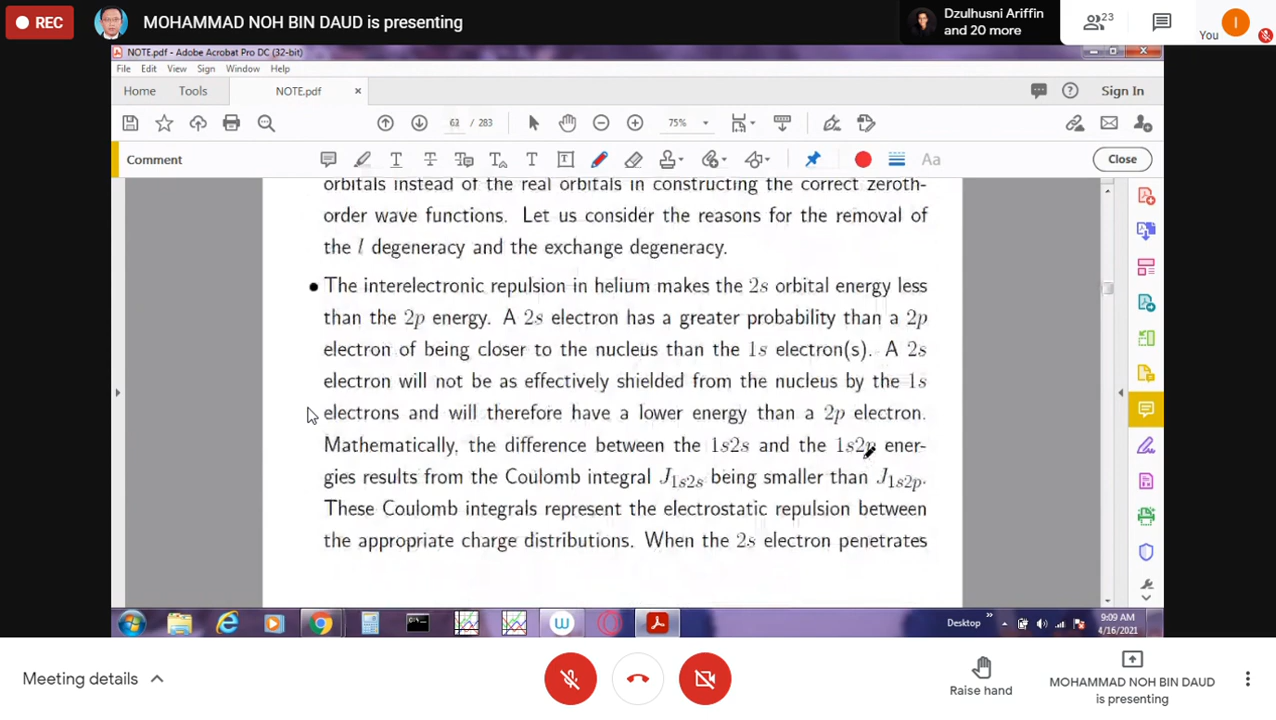 REC
MOHAMMAD NOH BIN DAUD is presenting
Dzulhusni Ariffin
and 20 more
23
I
You
NOTE.pdf - Adobe Acrobat Pro DC (32-bit)
File Edit View Sign Window Help
Home Tools NOTE.pdf × Sign In
62 / 283 75%
Comment T T T T T Aa Close
orbitals instead of the real orbitals in constructing the correct zeroth-
order wave functions. Let us consider the reasons for the removal of
the l degeneracy and the exchange degeneracy.
• The interelectronic repulsion in helium makes the 2s orbital energy less
than the 2p energy. A 2s electron has a greater probability than a 2p
electron of being closer to the nucleus than the 1s electron(s). A 2s
electron will not be as effectively shielded from the nucleus by the 1s
electrons and will therefore have a lower energy than a 2p electron.
Mathematically, the difference between the 1s2s and the 1s2p ener-
gies results from the Coulomb integral J1s2s being smaller than J1s2p.
These Coulomb integrals represent the electrostatic repulsion between
the appropriate charge distributions. When the 2s electron penetrates
Desktop » 9:09 AM
4/16/2021
Meeting details
Raise hand
MOHAMMAD NOH BIN DAUD
is presenting